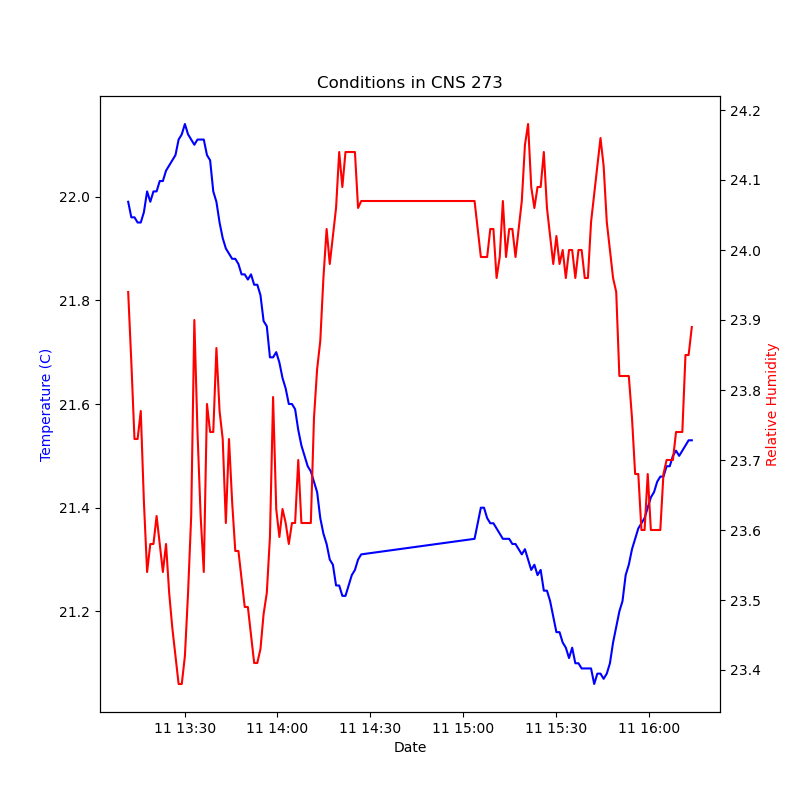 Conditions in CNS 273
24.2
24.1
22.0
24.0
21.8
23.9
23.8
Temperature (C)
Relative Humidity
21.6
23.7
21.4
23.6
21.2
23.5
23.4
11 13:30 11 14:00 11 14:30 11 15:00 11 15:30 11 16:00
Date